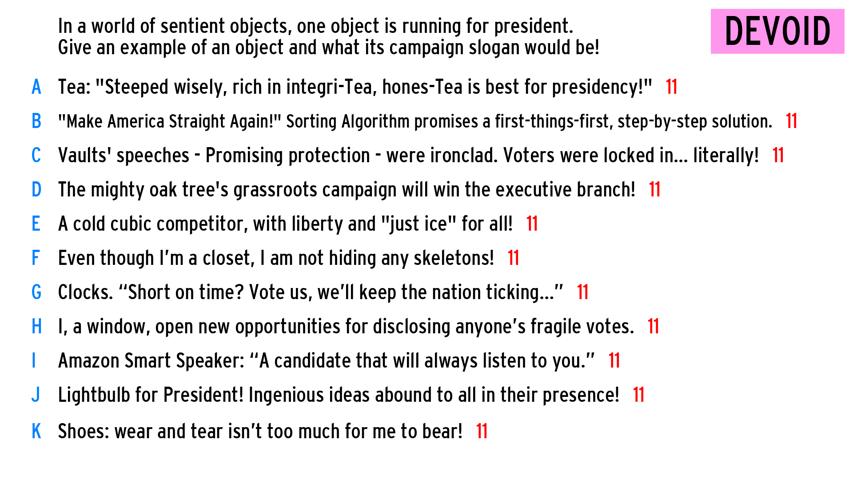 In a world of sentient objects, one object is running for president.
Give an example of an object and what its campaign slogan would be!
DEVOID
A Tea: "Steeped wisely, rich in integri-Tea, hones-Tea is best for presidency!" 11
B "Make America Straight Again!" Sorting Algorithm promises a first-things-first, step-by-step solution. 11
C Vaults' speeches - Promising protection - were ironclad. Voters were locked in... literally! 11
D The mighty oak tree's grassroots campaign will win the executive branch! 11
E A cold cubic competitor, with liberty and "just ice" for all! 11
F Even though I’m a closet, I am not hiding any skeletons! 11
G Clocks. “Short on time? Vote us, we’ll keep the nation ticking...” 11
H I, a window, open new opportunities for disclosing anyone’s fragile votes. 11
I Amazon Smart Speaker: “A candidate that will always listen to you.” 11
J Lightbulb for President! Ingenious ideas abound to all in their presence! 11
K Shoes: wear and tear isn’t too much for me to bear! 11